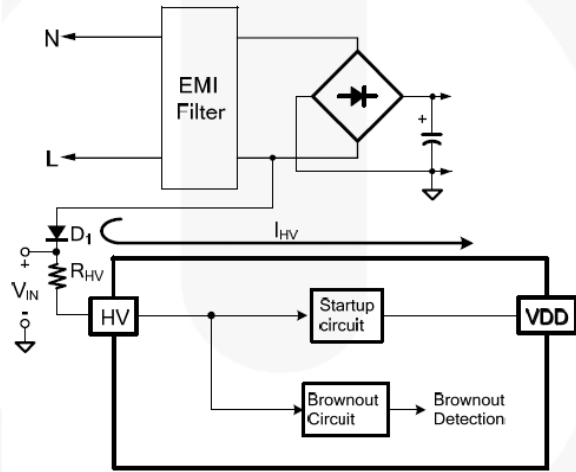 N
EMI
Filter
L
+
D1
IHV
+
VIN
-
RHV
HV
Startup
circuit
VDD
Brownout
Circuit
Brownout
Detection